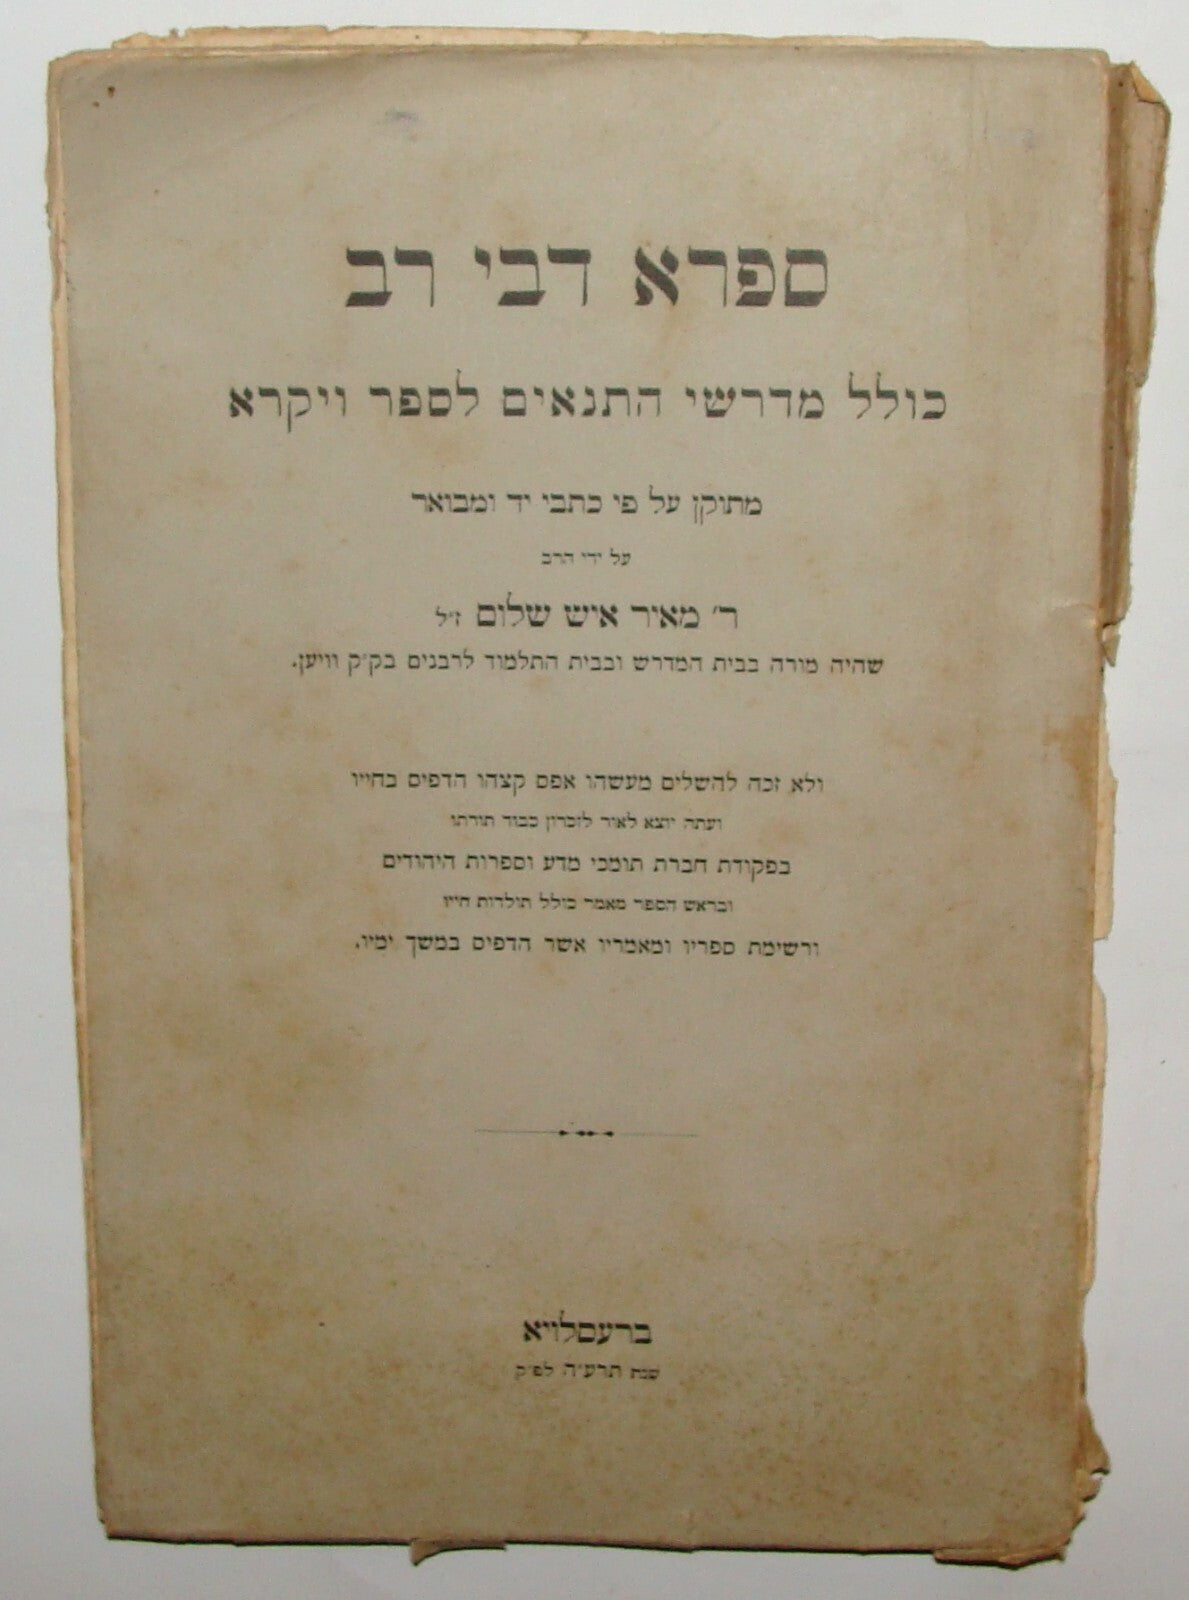 ספרא דבי רב
כולל מדרשי התנאים לספר ויקרא
מתוקן על פי כתבי יד ומבואר
על ידי הרב
ר׳ מאיר איש שלום ז״ל
שהיה מורה בבית המדרש ובבית התלמוד לרבנים בק״ק וויען.
ולא זכה להשלים מעשהו אפס קצהו הדפיס בחייו
ועתה יוצא לאור לזכרון כבוד תורתו
בפקודת חברת תומכי מדע וספרות היהודים
ובראש הספר מאמר כולל תולדות חייו
ורשימת ספריו ומאמריו אשר הדפיס במשך ימיו.
ברעסלויא
שנת תרע״ה לפ״ק